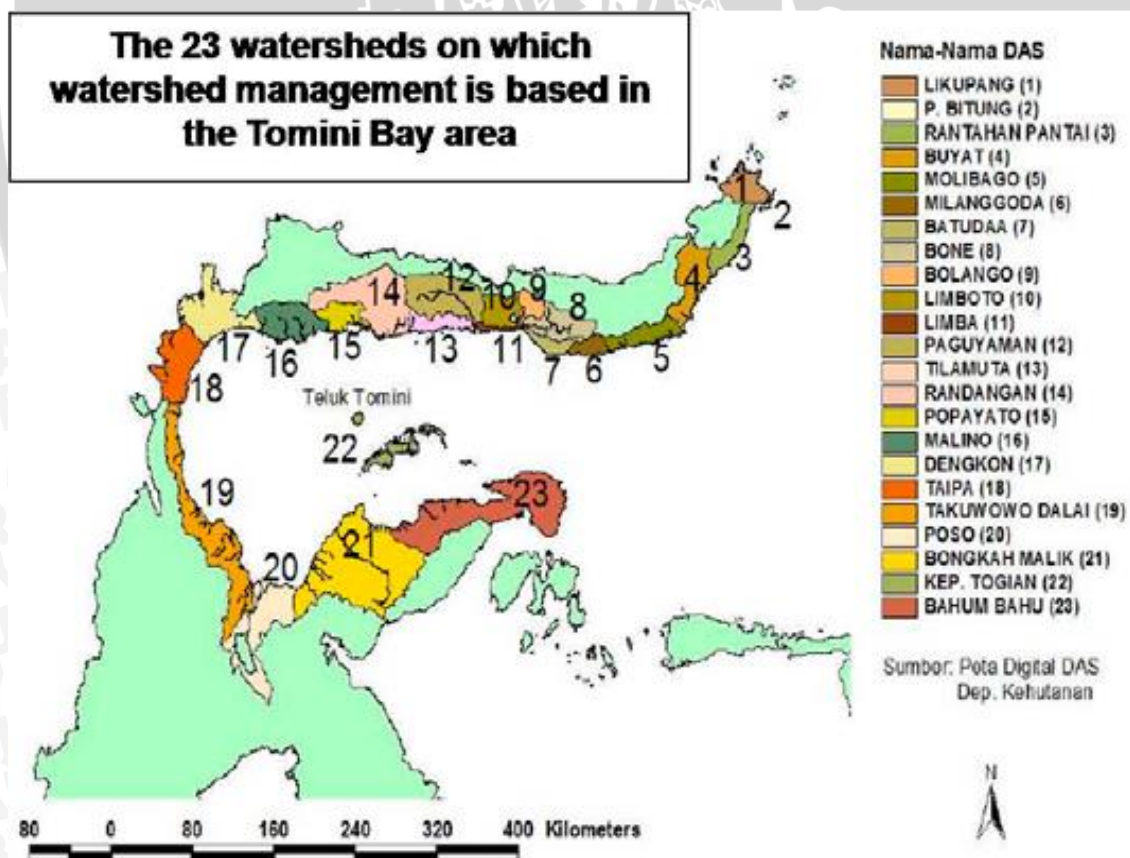 The 23 watersheds on which
watershed management is based in
the Tomini Bay area
Nama-Nama DAS
LIKUPANG (1)
P. BITUNG (2)
RANTAHAN PANTAI (3)
BUYAT (4)
MOLIBAGO (5)
MILANGGODA (6)
BATUDAA (7)
BONE (8)
BOLANGO (9)
LIMBOTO (10)
LIMBA (11)
PAGUYAMAN (12)
TILAMUTA (13)
RANDANGAN (14)
POPAYATO (15)
MALINO (16)
DENGKON (17)
TAIPA (18)
TAKUWOWO DALAI (19)
POSO (20)
BONGKAH MALIK (21)
KEP. TOGIAN (22)
BAHUM BAHU (23)
Sumbor: Peta Digital DAS
Dep. Kehutanan
1
2
3
4
5
6
7
8
9
10
11
12
13
14
15
16
17
18
Teluk Tomini
22
19
23
21
20
N
80 0 80 160 240 320 400 Kilometers